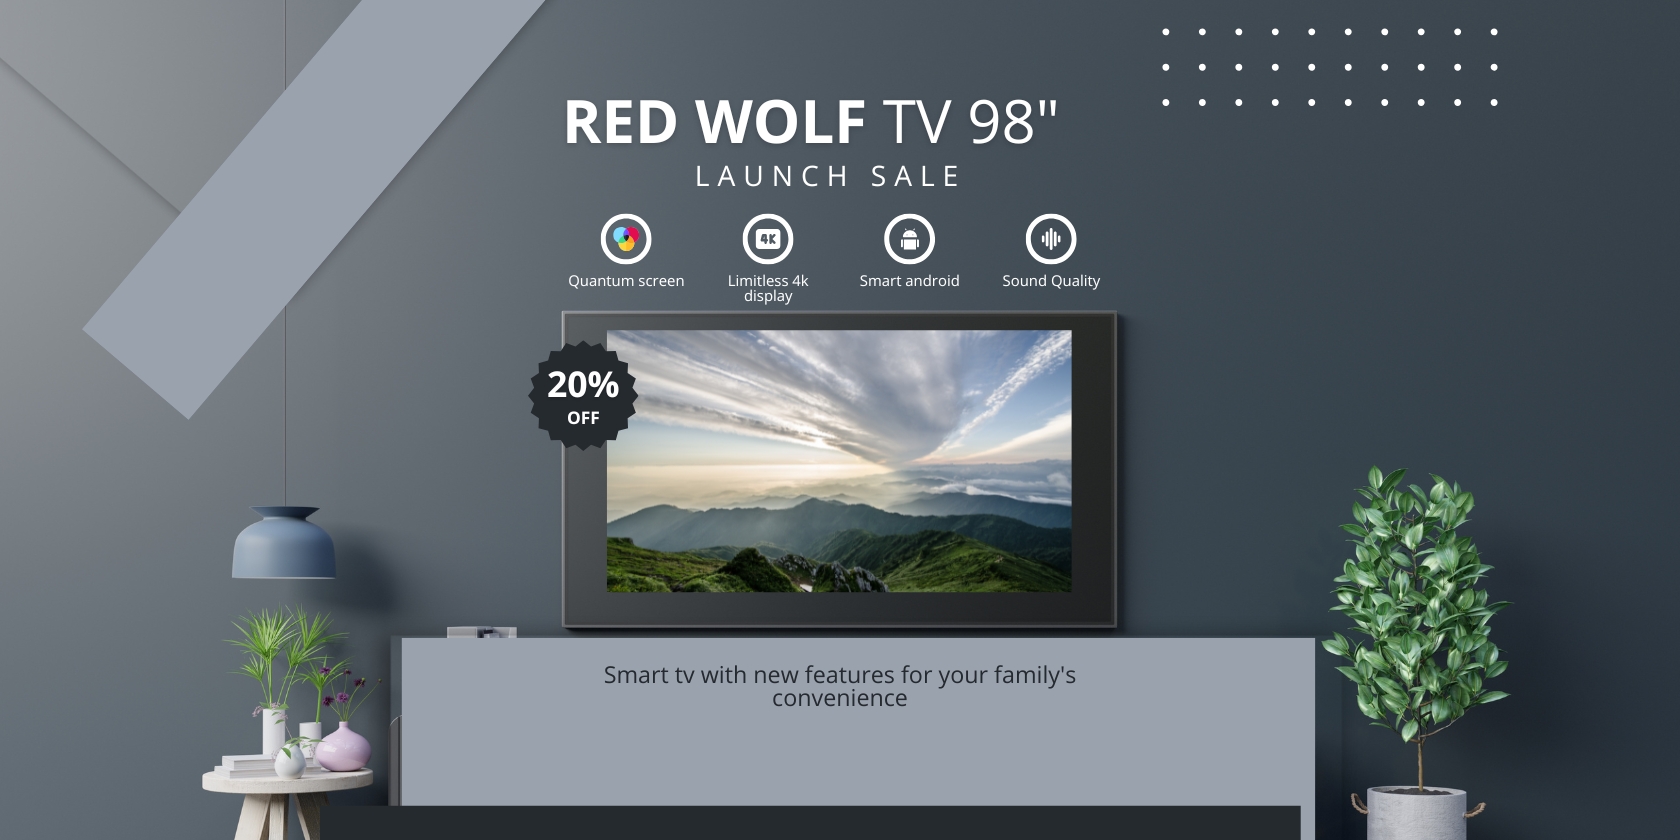 RED WOLF TV 98"
LAUNCH SALE
4K
Quantum screen
Limitless 4k
display
Smart android
Sound Quality
20%
OFF
Smart tv with new features for your family's
convenience